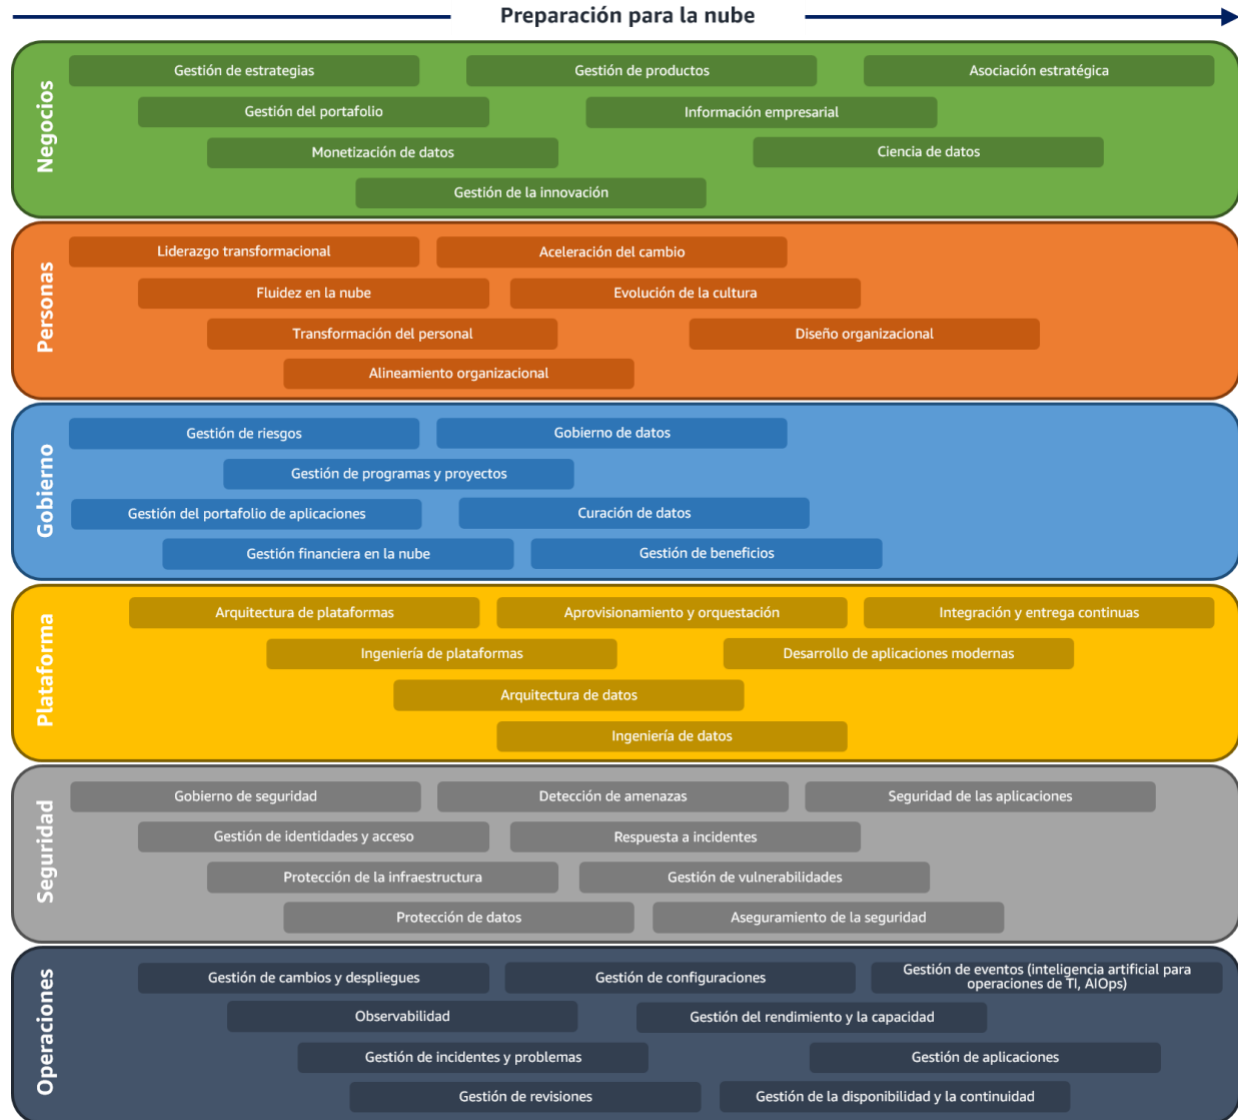 Preparación para la nube
Negocios
Gestión de estrategias
Gestión de productos
Asociación estratégica
Gestión del portafolio
Información empresarial
Monetización de datos
Ciencia de datos
Gestión de la innovación
Personas
Liderazgo transformacional
Aceleración del cambio
Fluidez en la nube
Evolución de la cultura
Transformación del personal
Diseño organizacional
Alineamiento organizacional
Gobierno
Gestión de riesgos
Gobierno de datos
Gestión de programas y proyectos
Gestión del portafolio de aplicaciones
Curación de datos
Gestión financiera en la nube
Gestión de beneficios
Plataforma
Arquitectura de plataformas
Aprovisionamiento y orquestación
Integración y entrega continuas
Ingeniería de plataformas
Desarrollo de aplicaciones modernas
Arquitectura de datos
Ingeniería de datos
Seguridad
Gobierno de seguridad
Detección de amenazas
Seguridad de las aplicaciones
Gestión de identidades y acceso
Respuesta a incidentes
Protección de la infraestructura
Gestión de vulnerabilidades
Protección de datos
Aseguramiento de la seguridad
Operaciones
Gestión de cambios y despliegues
Gestión de configuraciones
Gestión de eventos (inteligencia artificial para
operaciones de TI, AIOps)
Observabilidad
Gestión del rendimiento y la capacidad
Gestión de incidentes y problemas
Gestión de aplicaciones
Gestión de revisiones
Gestión de la disponibilidad y la continuidad